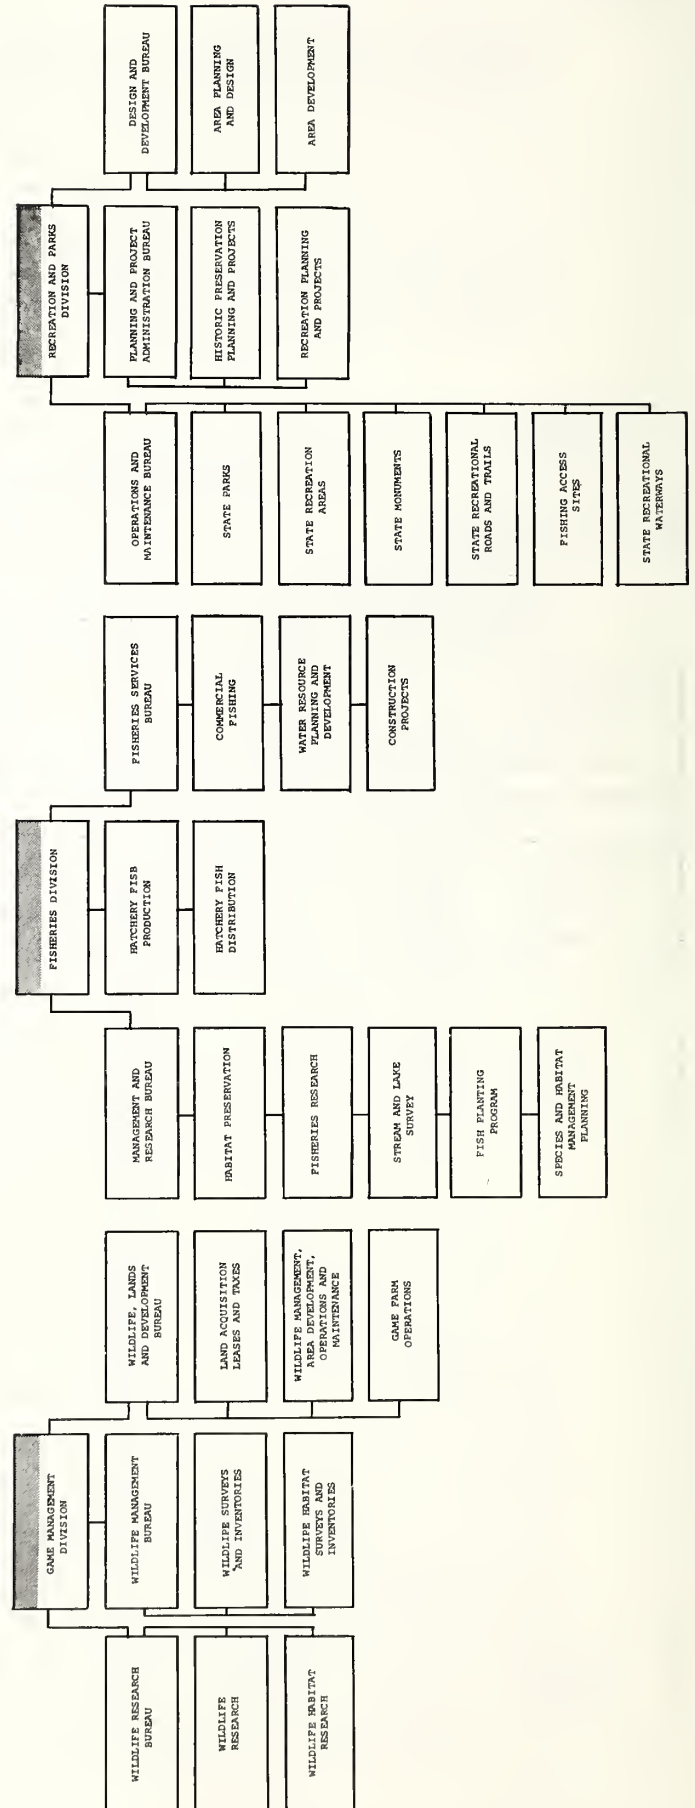 GAME MANAGEMENT
DIVISION
WILDLIFE RESEARCH
BUREAU
WILDLIFE
RESEARCH
WILDLIFE HABITAT
RESEARCH
WILDLIFE MANAGEMENT
BUREAU
WILDLIPE SURVEYS
AND INVENTORIES
WILDLIPE HABITAT
SURVEYS AND
INVENTORIES
WILDLIFE, LANDS
AND DEVELOPMENT
BUREAU
LAND ACQUISITION
LEASES AND TAXES
WILDLIFE MANAGEMENT,
AREA DEVELOPMENT,
OPERATIONS AND
MAINTENANCE
GAME FARM
OPERATIONS
FISHERIES DIVISION
MANAGEMENT AND
RESEARCH BUREAU
HABITAT PRESERVATION
FISHERIES RESEARCH
STREAM AND LAKE
SURVEY
FISH PLANTING
PROGRAM
SPECIES AND HABITAT
MANAGEMENT
PLANNING
HATCHERY FISB
PRODUCTION
HATCHERY FISH
DISTRIBUTION
FISHERIES SERVICES
BUREAU
COMMERCIAL
FISHING
WATER RESOURCE
PLANNING AND
DEVELOPMENT
CONSTRUCTION
PROJECTS
RECREATION AND PARKS
DIVISION
OPERATIONS AND
MAINTENANCE BUREAU
STATE PARKS
STATE RECREATION
AREAS
STATE MONUMENTS
STATE RECREATIONAL
ROADS AND TRAILS
FISHING ACCESS
SITES
STATE RECREATIONAL
WATERWAYS
PLANNING AND PROJECT
ADMINISTRATION BUREAU
HISTORIC PRESERVATION
PLANNING AND PROJECTS
RECREATION PLANNING
AND PROJECTS
DESIGN AND
DEVELOPMENT BUREAU
AREA PLANNING
AND DESIGN
AREA DEVELOPMENT